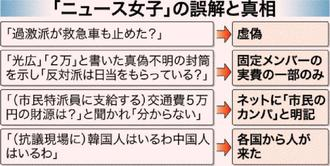 「ニュース女子」の誤解と真相
「過激派が救急車も止めた?」
虚偽
「光広」「2万」と書いた真偽不明の封筒
を示し「反対派は日当をもらっている?」
固定メンバーの
実費の一部のみ
「(市民特派員に支給する)交通費5万
円の財源は?」と聞かれ「分からない」
ネットに「市民の
カンパ」と明記
「(抗議現場に)韓国人はいるわ中国人
はいるわ」
各国から人が
来た